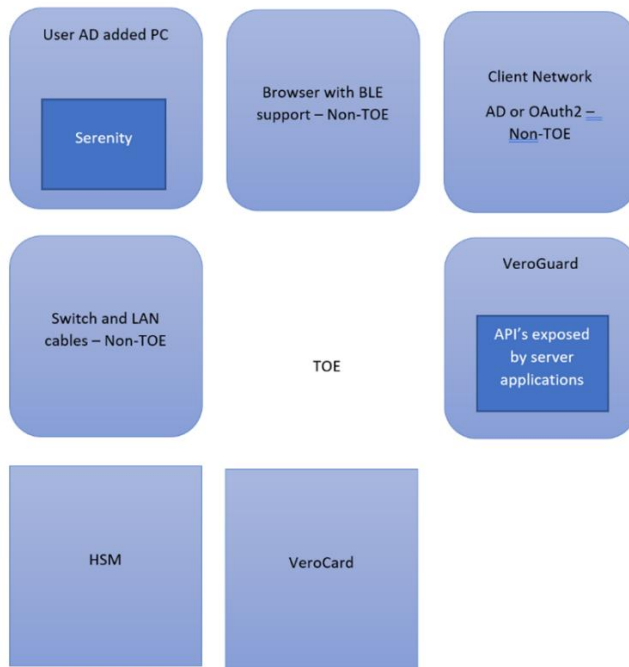 User AD added PC
Serenity
Browser with BLE
support – Non-TOE
Client Network
AD or OAuth2 –
Non-TOE
Switch and LAN
cables – Non-TOE
TOE
VeroGuard
API's exposed
by server
applications
HSM
VeroCard